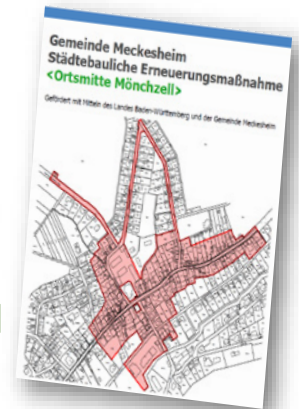 Gemeinde Meckesheim
Städtebauliche Erneuerungsmaßnahme
<Ortsmitte Mönchzell>
Gefördert mit Mitteln des Landes Baden-Württemberg und der Gemeinde Meckesheim